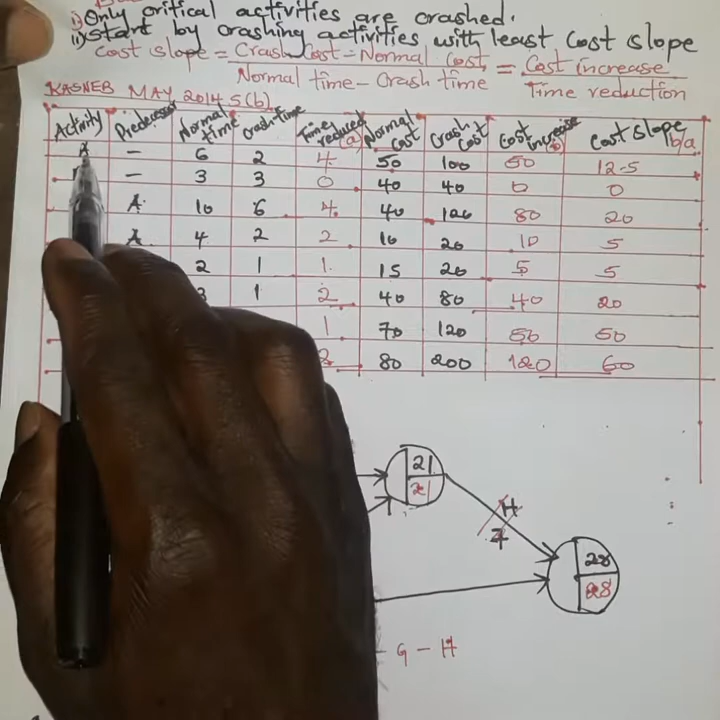 i) Only critical activities are crashed.
ii) Start by crashing activities with least cost slope
Cost slope = Crash cost - Normal cost = Cost increase
Normal time - Crash time Time reduction
KASNEB MAY 2014 5(b)
Activity Predecessor Normal time Crash Time Time reduced (a) Normal cost Crash cost Cost increase (b) Cost slope b/a
A - 6 2 4 50 100 50 12.5
- 3 3 0 40 40 0 0
A 10 6 4 40 120 80 20
A 4 2 2 10 20 10 5
2 1 1 15 20 5 5
3 1 2 40 80 40 20
1 70 120 50 50
2 80 200 120 60
21
21
H
7
28
28
- G - H